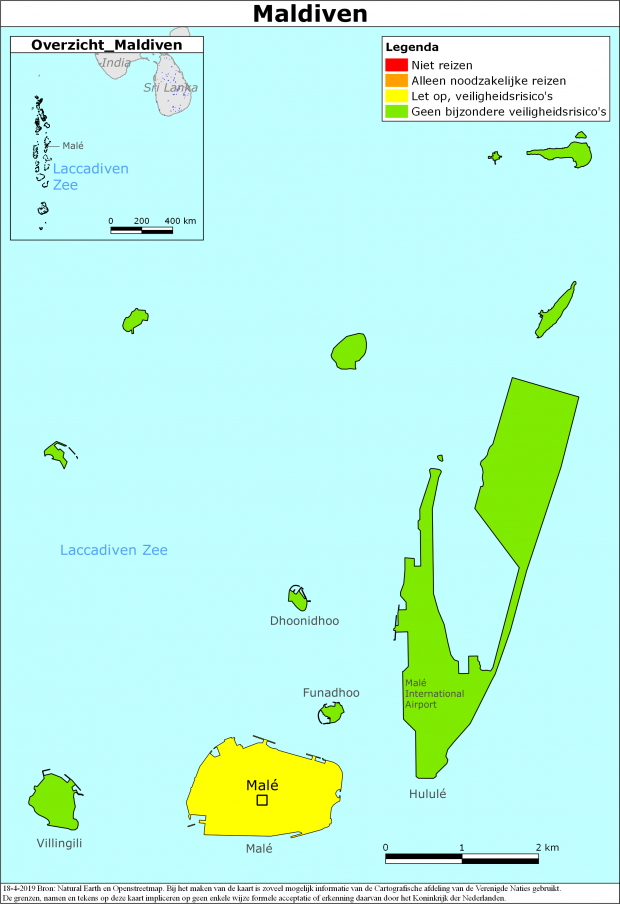 Maldiven
Overzicht_Maldiven
India
Sri Lanka
Malé
Laccadiven
Zee
0 200 400 km
Legenda
Niet reizen
Alleen noodzakelijke reizen
Let op, veiligheidsrisico's
Geen bijzondere veiligheidsrisico's
Laccadiven Zee
Dhoonidhoo
Funadhoo
Malé
International
Airport
Malé
Hululé
Villingili
Malé
0 1 2 km
18-4-2019 Bron: Natural Earth en Openstreetmap. Bij het maken van de kaart is zoveel mogelijk informatie van de Cartografische afdeling van de Verenigde Naties gebruikt.
De grenzen, namen en tekens op deze kaart impliceren op geen enkele wijze formele acceptatie of erkenning daarvan door het Koninkrijk der Nederlanden.